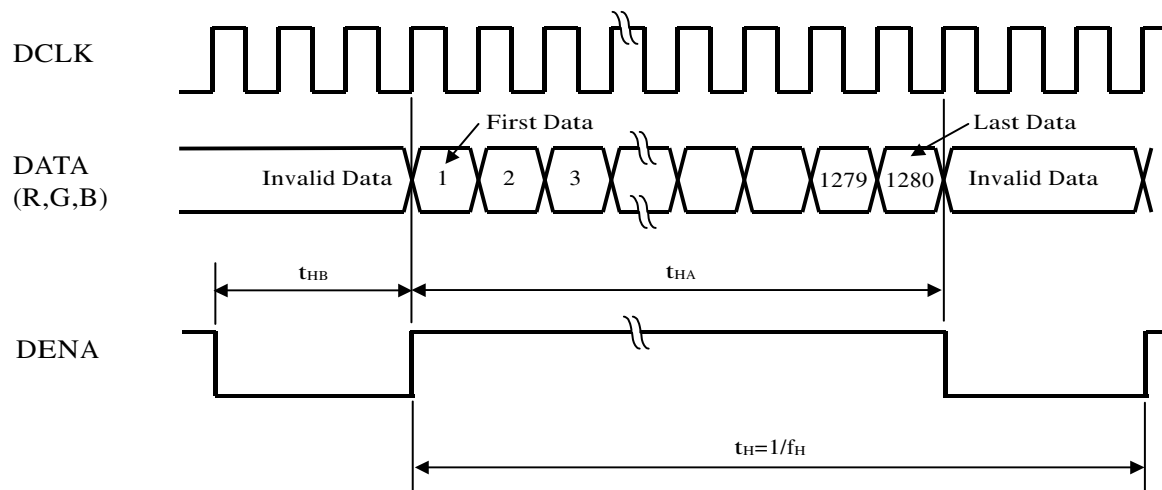 DCLK
First Data
Last Data
DATA
(R,G,B)
Invalid Data
1
2
3
1279
1280
Invalid Data
tHB
tHA
DENA
tH=1/fH